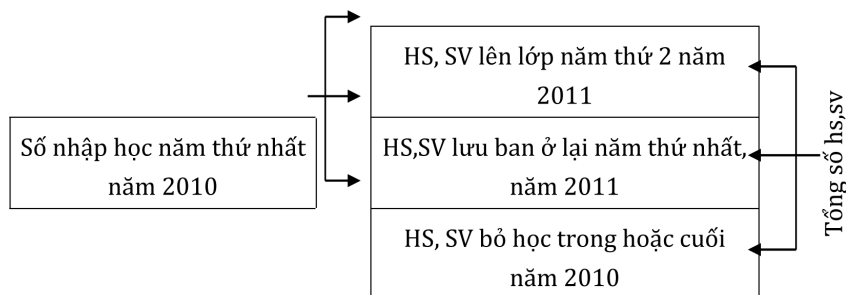 HS, SV lên lớp năm thứ 2 năm
2011
Số nhập học năm thứ nhất
năm 2010
HS,SV lưu ban ở lại năm thứ nhất,
năm 2011
HS, SV bỏ học trong hoặc cuối
năm 2010
Tổng số hs,sv